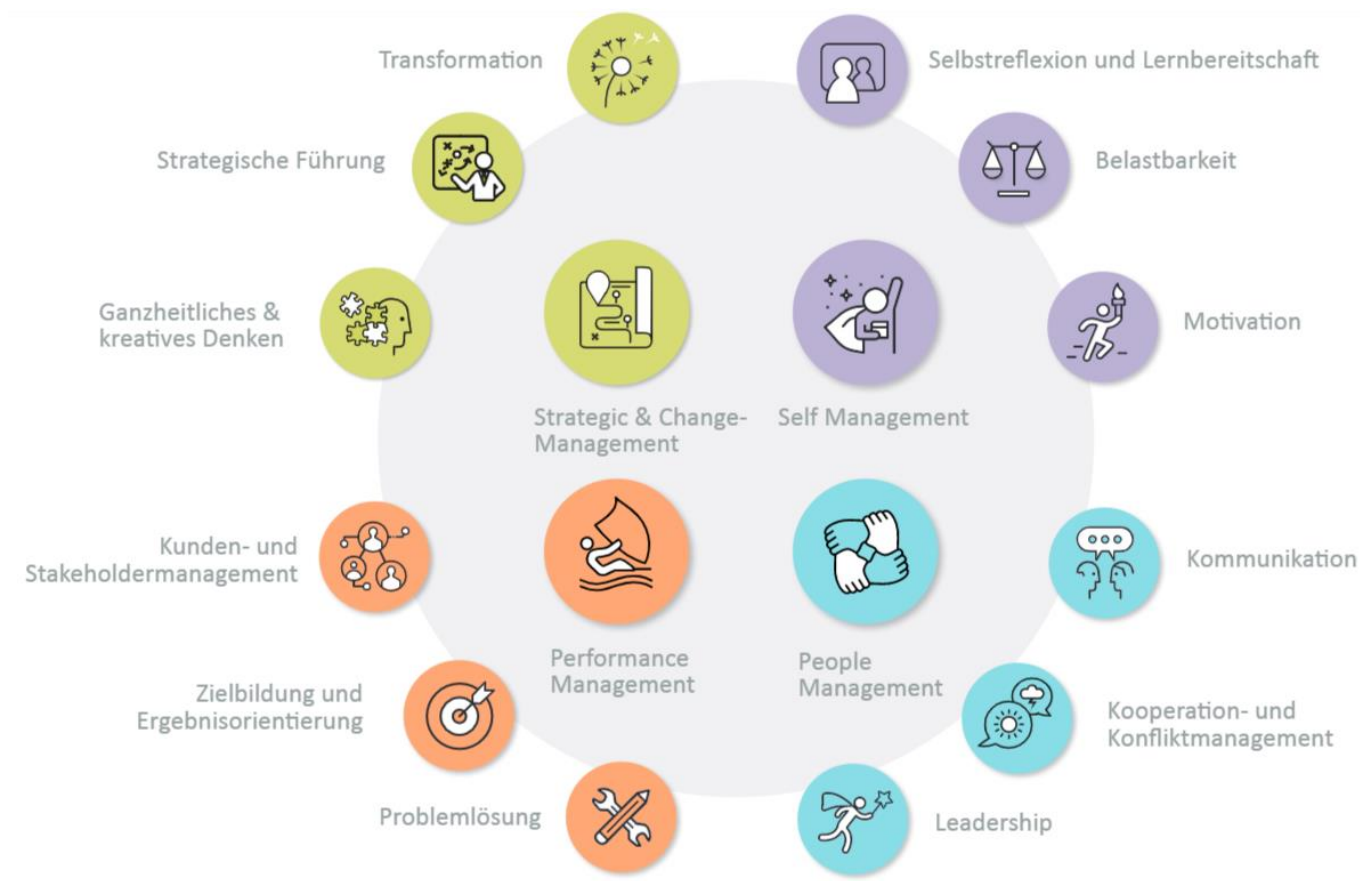 Transformation
Selbstreflexion und Lernbereitschaft
Strategische Führung
Belastbarkeit
Ganzheitliches &
kreatives Denken
Motivation
Strategic & Change-
Management
Self Management
Kunden- und
Stakeholdermanagement
Kommunikation
Performance
Management
People
Management
Zielbildung und
Ergebnisorientierung
Kooperation- und
Konfliktmanagement
Problemlösung
Leadership